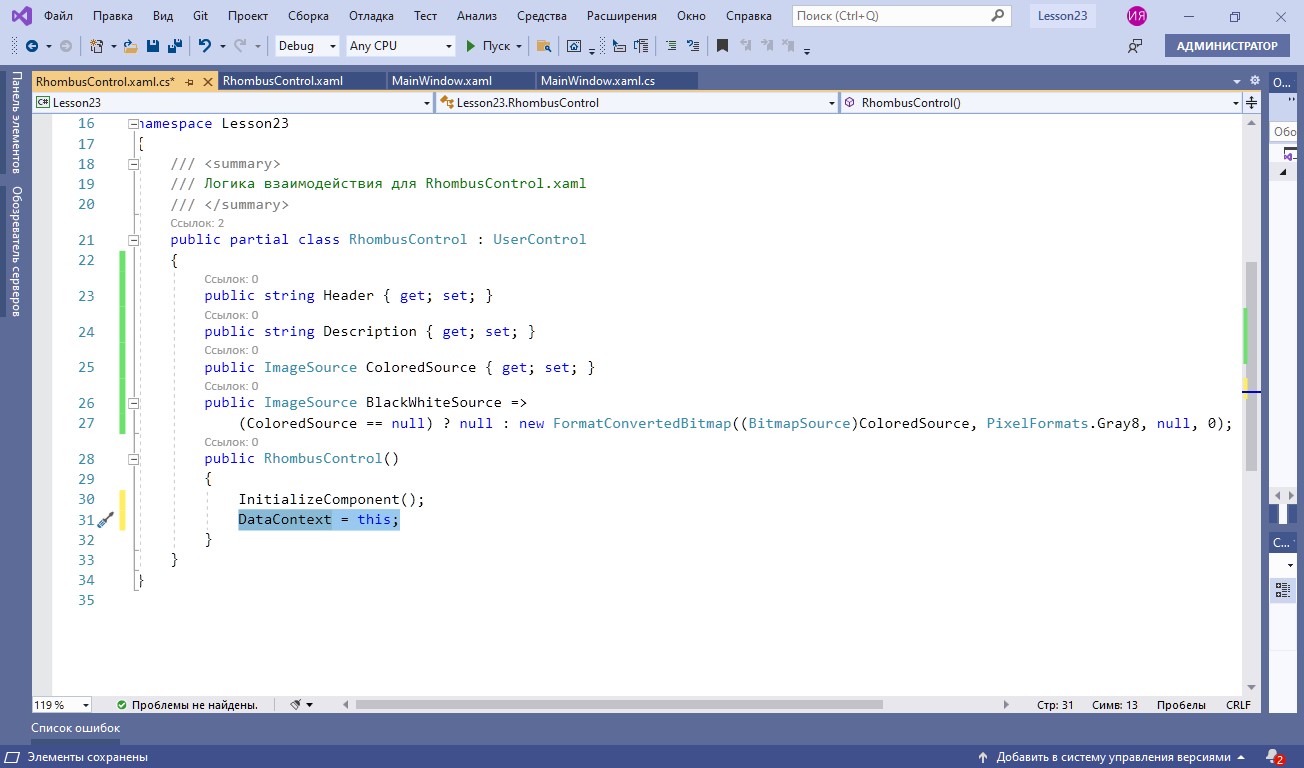 Файл Правка Вид Git Проект Сборка Отладка Тест Анализ Средства Расширения Окно Справка Поиск (Ctrl+Q) Lesson23 ИЯ
Debug Any CPU Пуск АДМИНИСТРАТОР
Панель элементов
Обозреватель серверов
RhombusControl.xaml.cs* RhombusControl.xaml MainWindow.xaml MainWindow.xaml.cs
Lesson23 Lesson23.RhombusControl RhombusControl()
16 namespace Lesson23
17 {
18 /// <summary>
19 /// Логика взаимодействия для RhombusControl.xaml
20 /// </summary>
Ссылок: 2
21 public partial class RhombusControl : UserControl
22 {
Ссылок: 0
23 public string Header { get; set; }
Ссылок: 0
24 public string Description { get; set; }
Ссылок: 0
25 public ImageSource ColoredSource { get; set; }
Ссылок: 0
26 public ImageSource BlackWhiteSource =>
27 (ColoredSource == null) ? null : new FormatConvertedBitmap((BitmapSource)ColoredSource, PixelFormats.Gray8, null, 0);
Ссылок: 0
28 public RhombusControl()
29 {
30 InitializeComponent();
31 DataContext = this;
32 }
33 }
34 }
35
О...
Обо
С...
119 % Проблемы не найдены. Стр: 31 Симв: 13 Пробелы CRLF
Список ошибок
Элементы сохранены Добавить в систему управления версиями 2